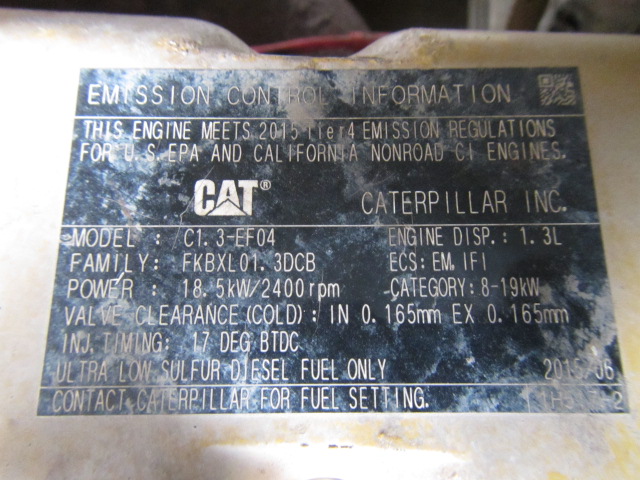 EMISSION CONTROL INFORMATION
THIS ENGINE MEETS 2015 Tier4 EMISSION REGULATIONS
FOR U.S.EPA AND CALIFORNIA NONROAD CI ENGINES.
CAT® CATERPILLAR INC.
MODEL : C1.3-EF04 ENGINE DISP.: 1.3L
FAMILY: FKBXL01.3DCB ECS: EM, IFI
POWER : 18.5kW/2400rpm CATEGORY: 8-19kW
VALVE CLEARANCE(COLD): IN 0.165mm EX 0.165mm
INJ.TIMING: 17 DEG BTDC
ULTRA LOW SULFUR DIESEL FUEL ONLY 2015/06
CONTACT CATERPILLAR FOR FUEL SETTING.